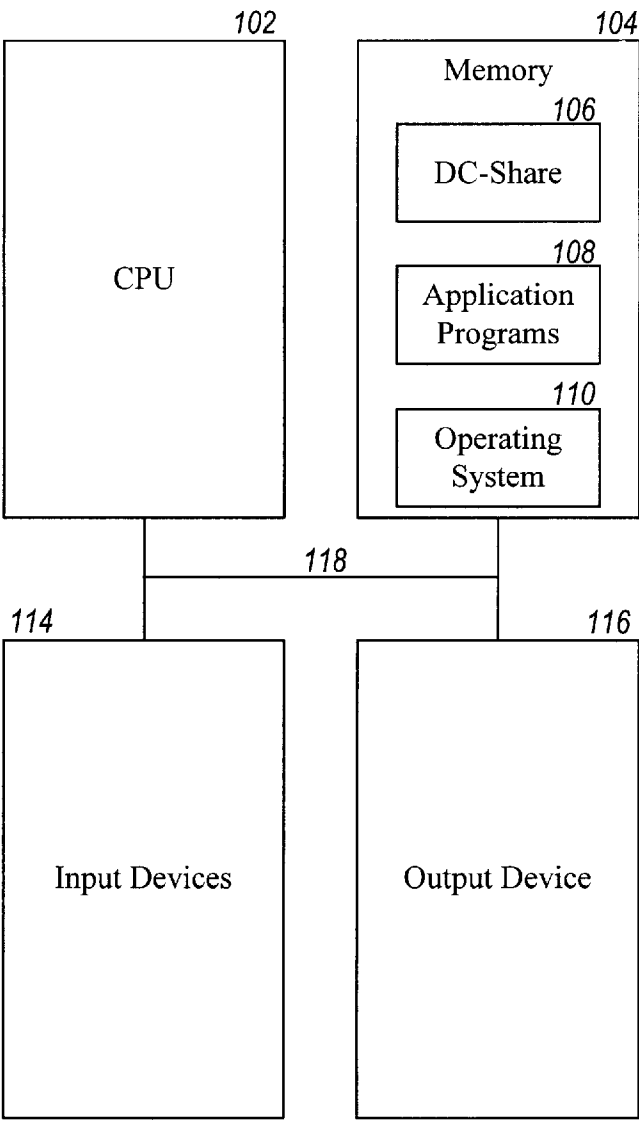 102
104
Memory
106
DC-Share
CPU
108
Application
Programs
110
Operating
System
118
114
116
Input Devices
Output Device